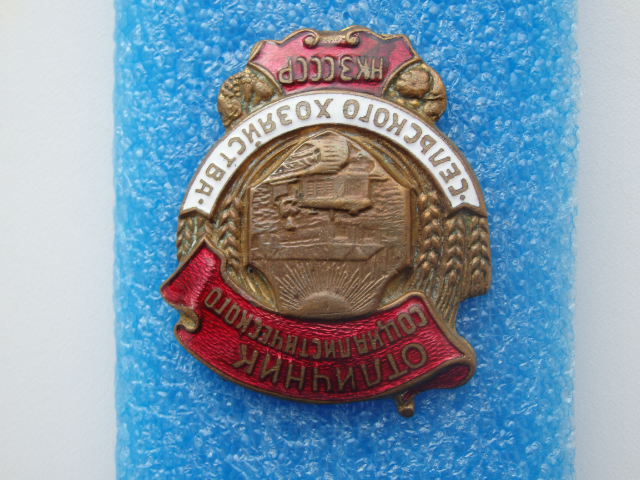 ОТЛИЧНИК
СОЦИАЛИСТИЧЕСКОГО
·СЕЛЬСКОГО ХОЗЯЙСТВА·
НКЗ СССР